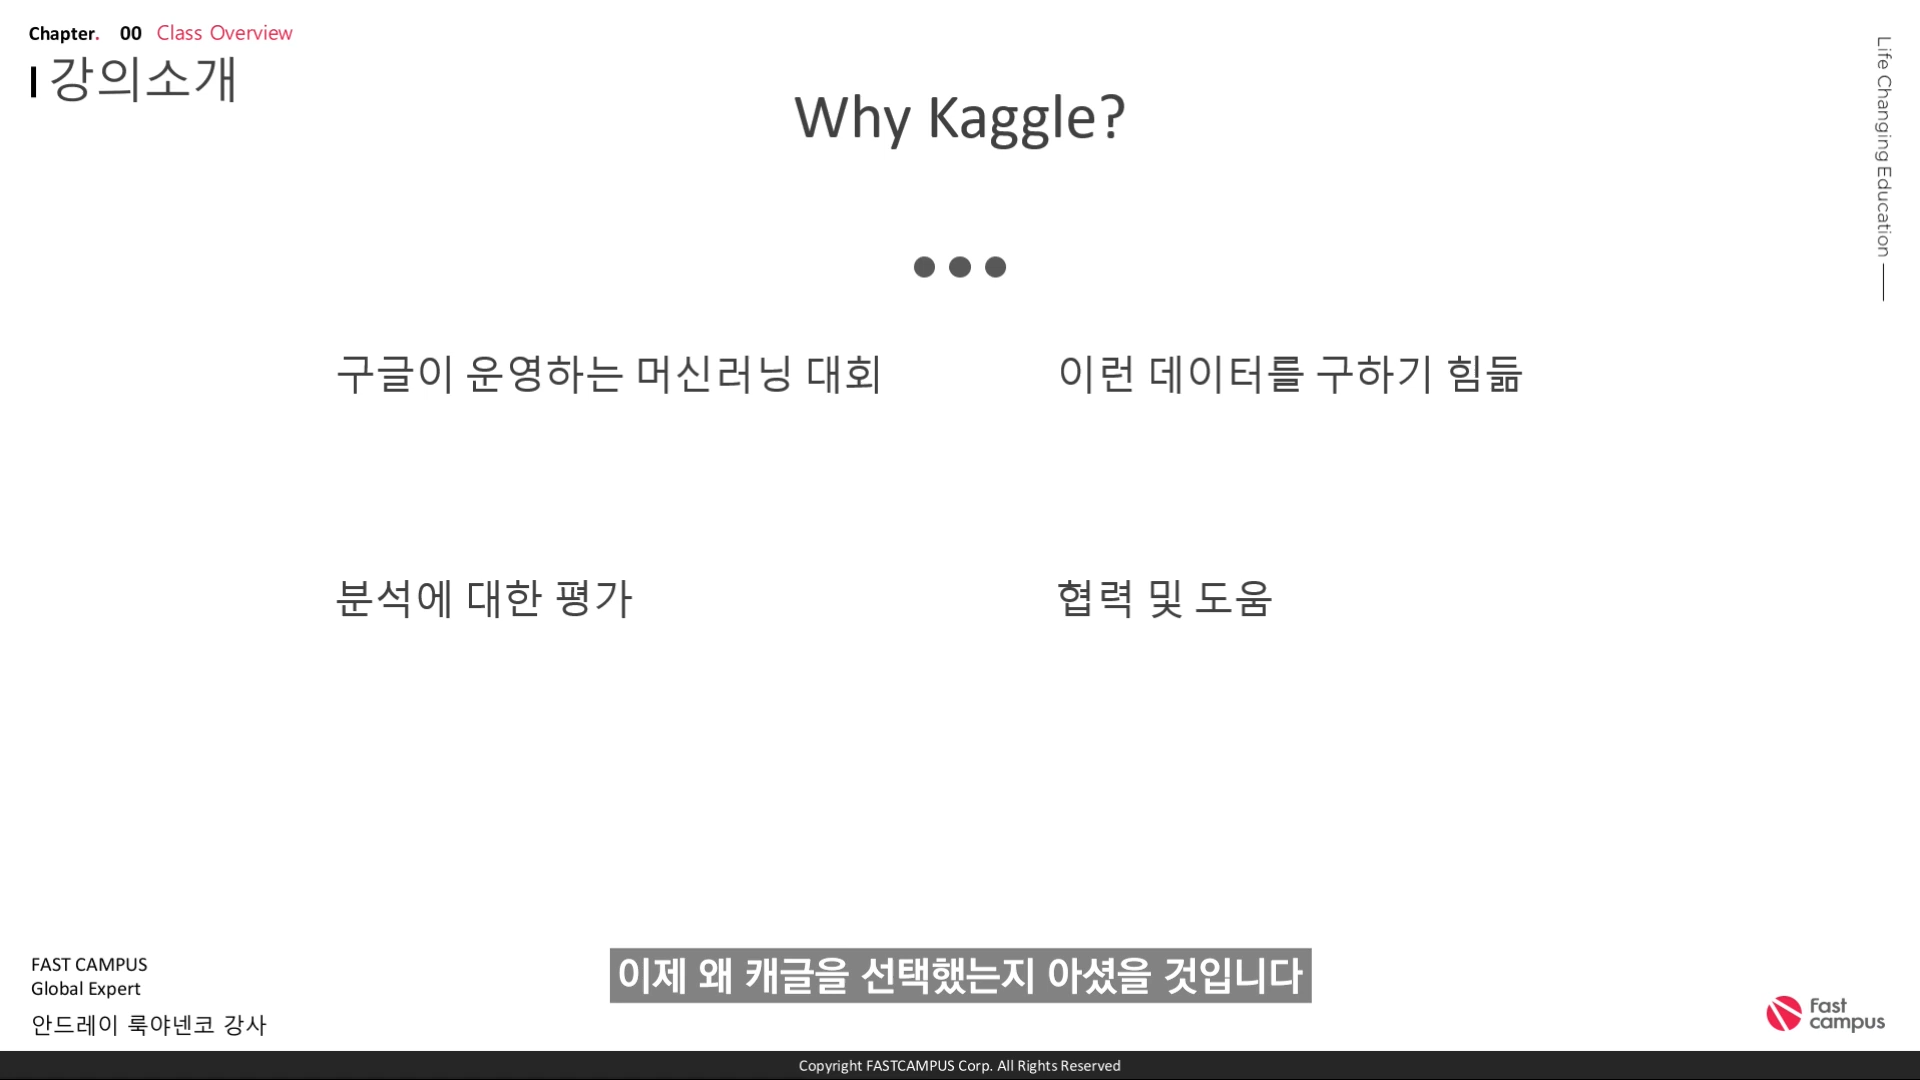 Chapter. 00 Class Overview
강의소개
Why Kaggle?
Life Changing Education
구글이 운영하는 머신러닝 대회
이런 데이터를 구하기 힘듦
분석에 대한 평가
협력 및 도움
이제 왜 캐글을 선택했는지 아셨을 것입니다
FAST CAMPUS
Global Expert
안드레이 룩야넨코 강사
Fast
campus
Copyright FASTCAMPUS Corp. All Rights Reserved